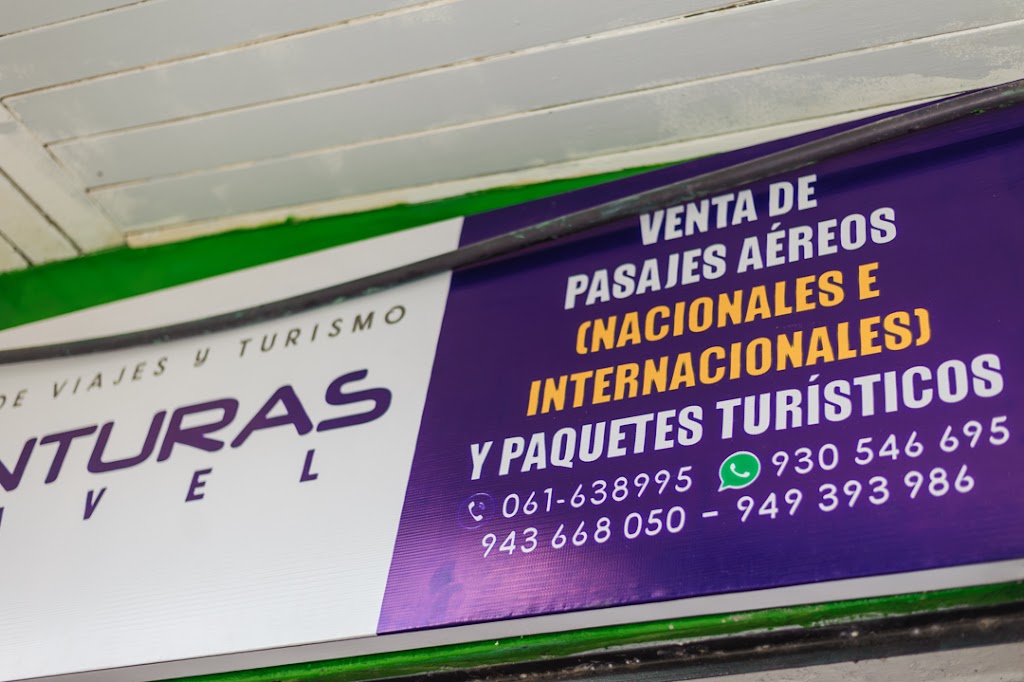 DE VIAJES y TURISMO
NTURAS
VEL
VENTA DE
PASAJES AÉREOS
(NACIONALES E
INTERNACIONALES)
Y PAQUETES TURÍSTICOS
061-638995 930 546 695
943 668 050 - 949 393 986